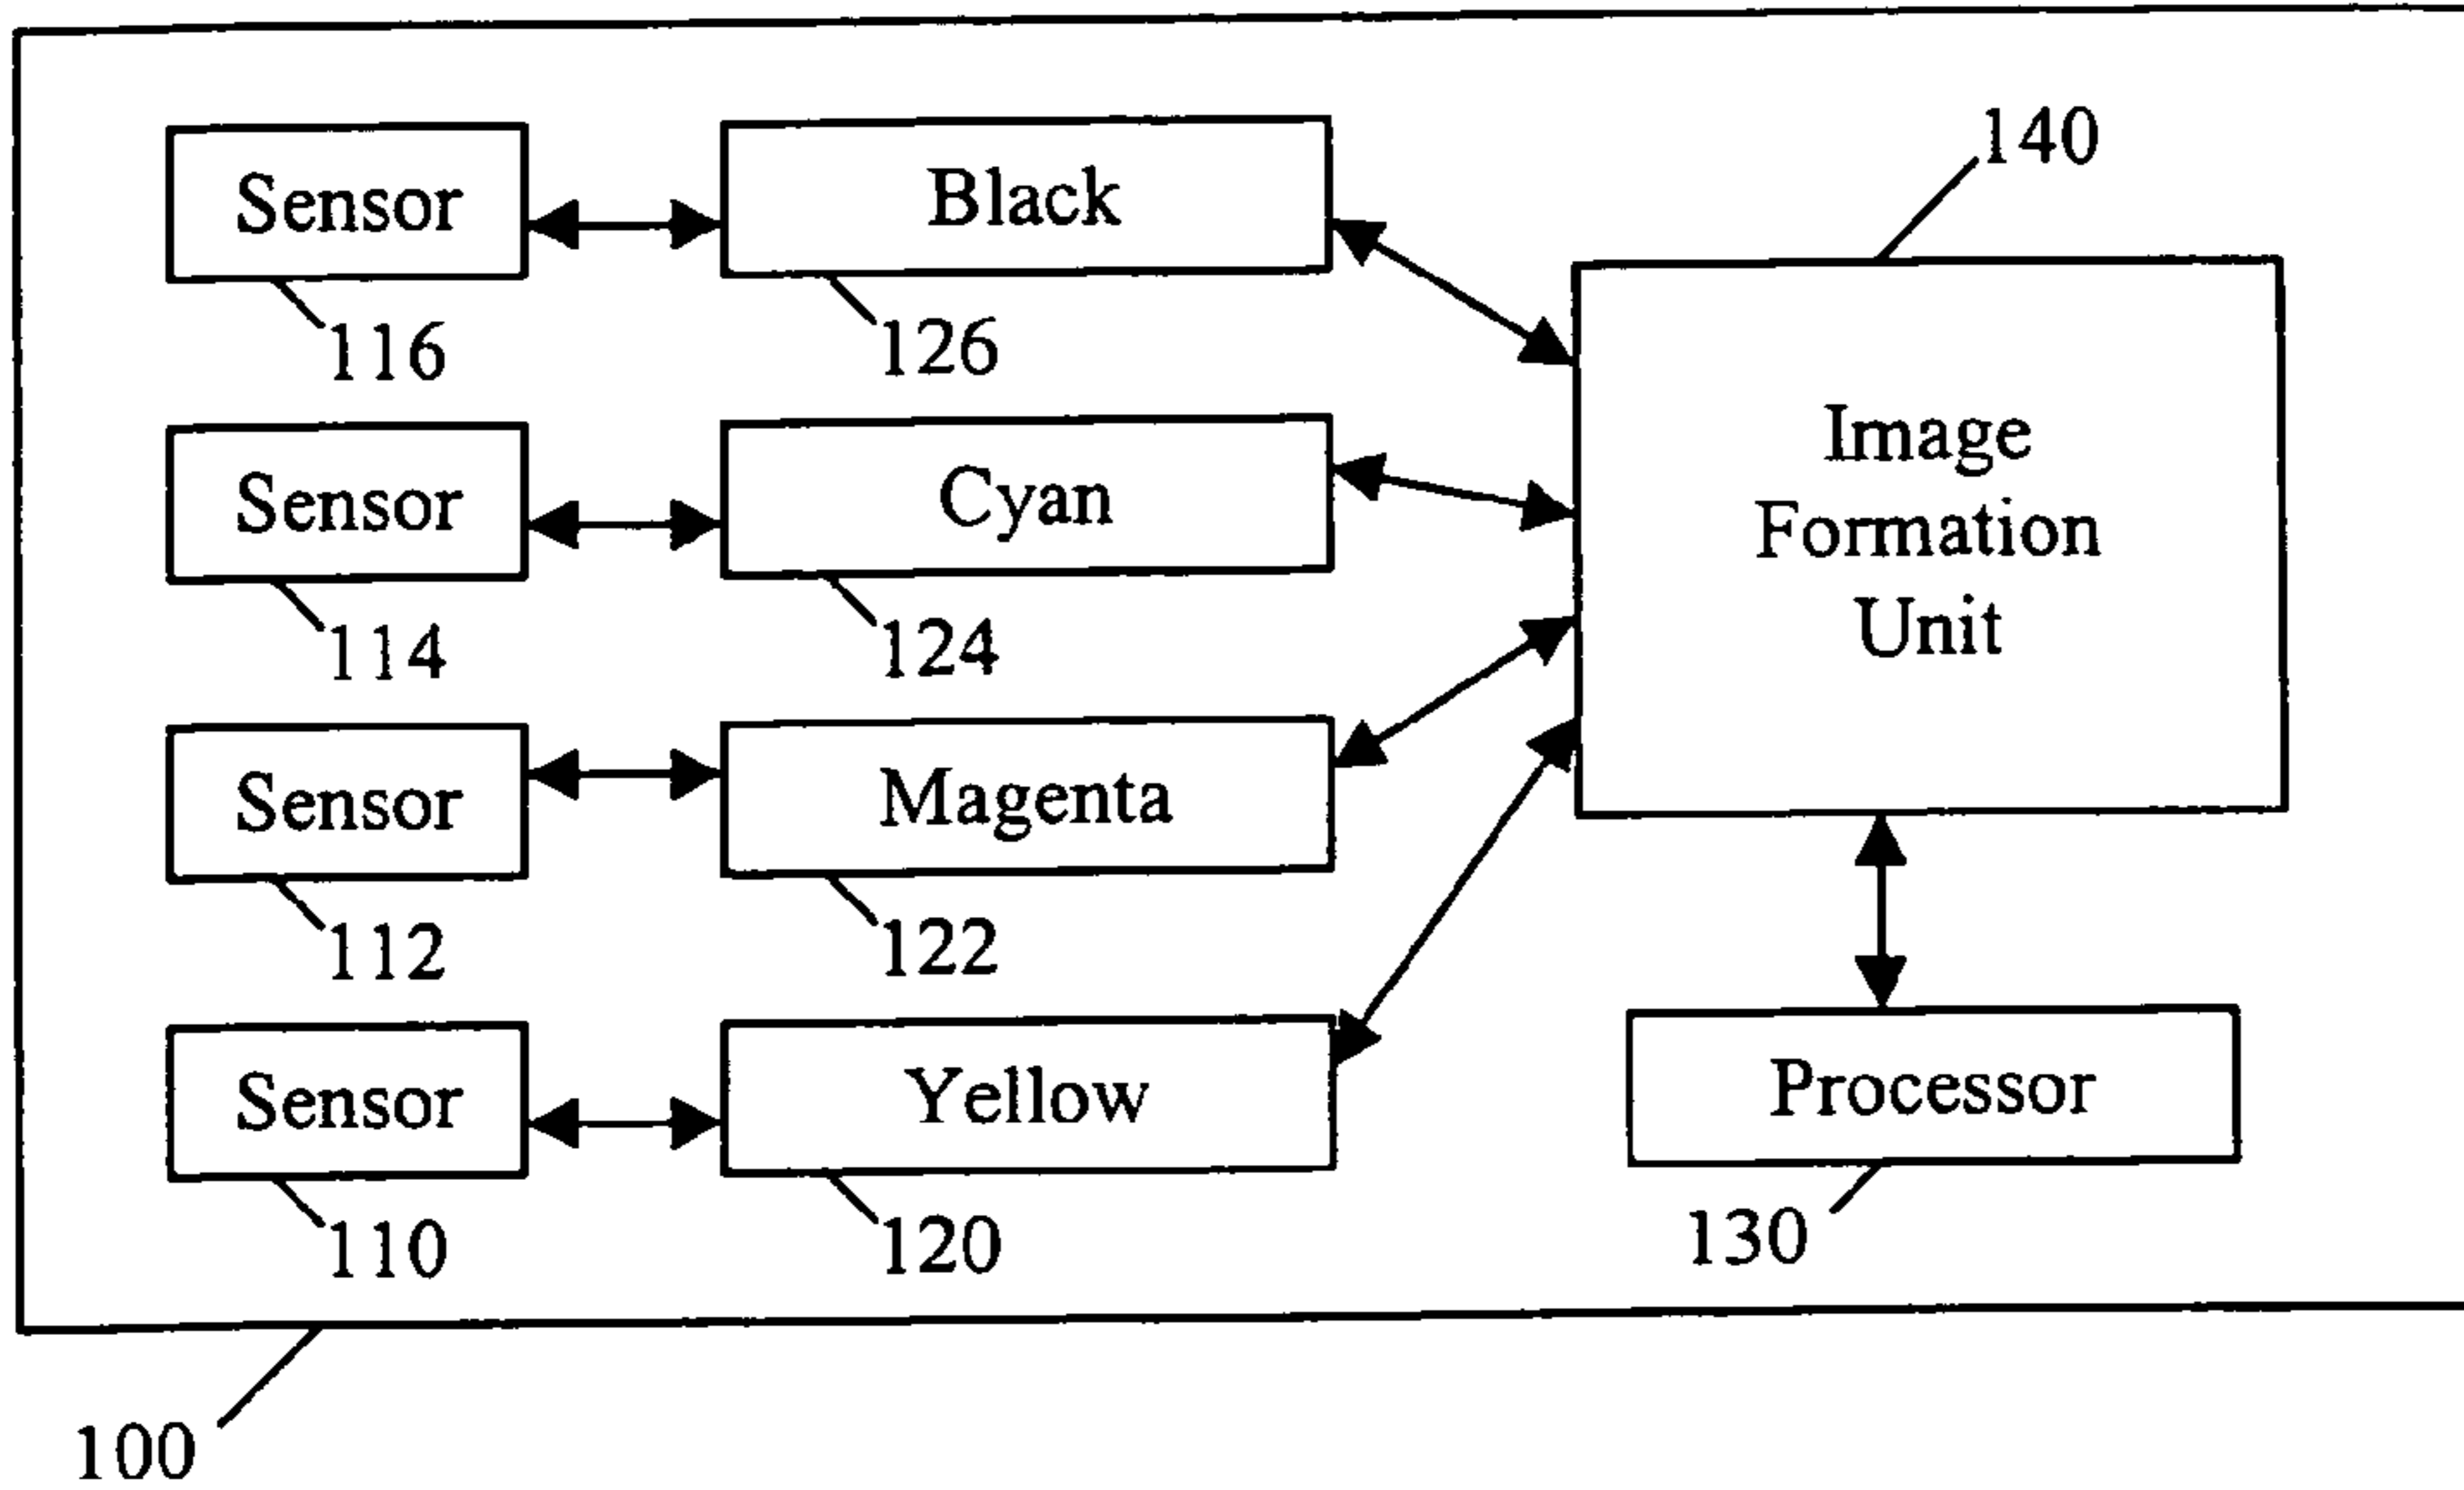 140
Sensor
Black
116
126
Image
Formation
Unit
Sensor
Cyan
114
124
Sensor
Magenta
112
122
Sensor
Yellow
Processor
110
120
130
100